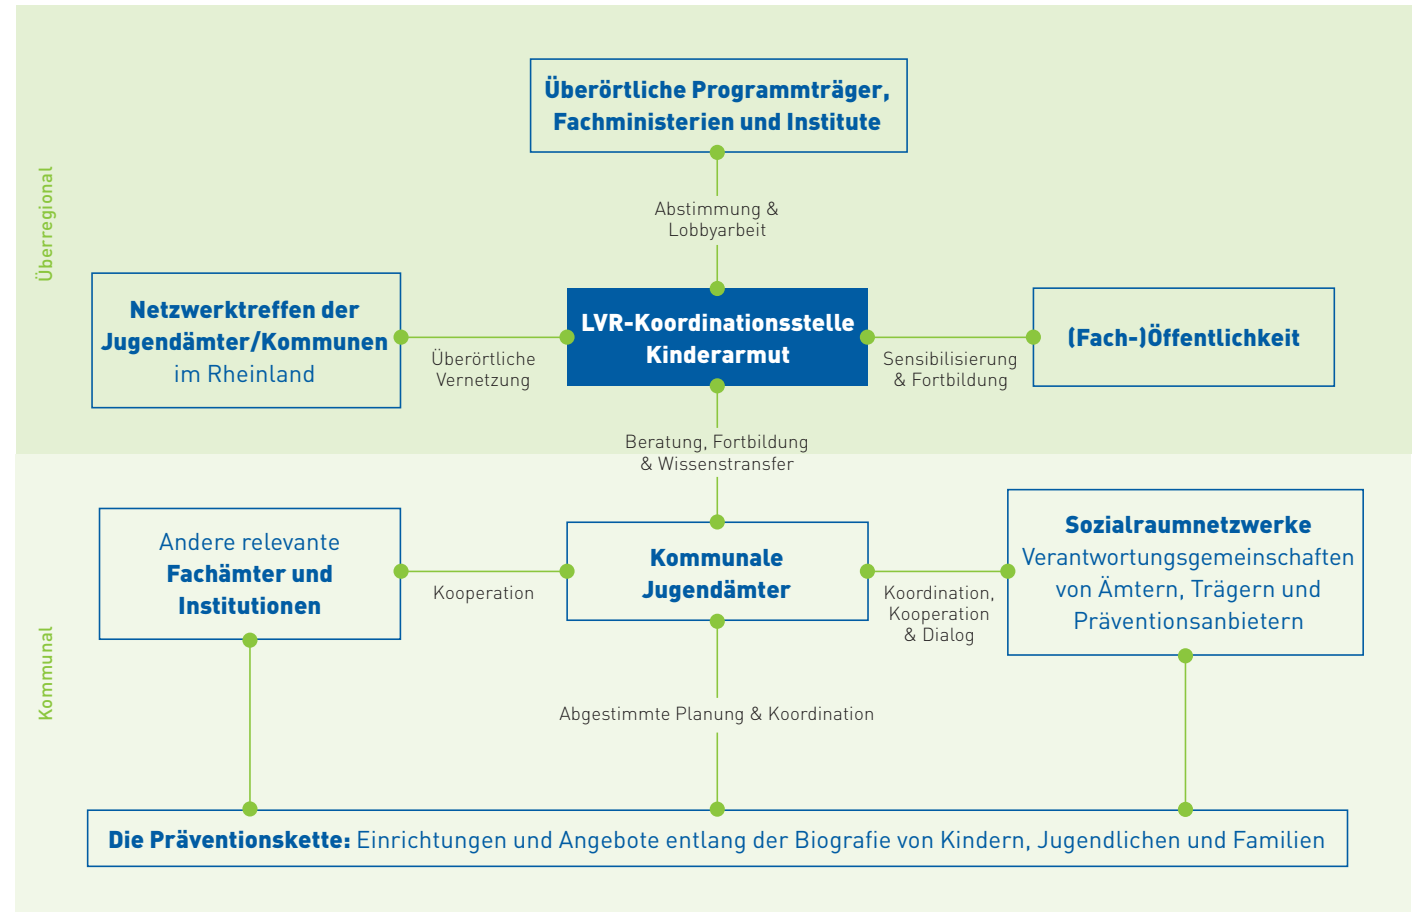 Überörtliche Programmträger,
Fachministerien und Institute
Überregional
Abstimmung &
Lobbyarbeit
Netzwerktreffen der
Jugendämter/Kommunen
im Rheinland
Überörtliche
Vernetzung
LVR-Koordinationsstelle
Kinderarmut
Sensibilisierung
& Fortbildung
(Fach-)Öffentlichkeit
Beratung, Fortbildung
& Wissenstransfer
Kommunal
Andere relevante
Fachämter und
Institutionen
Kooperation
Kommunale
Jugendämter
Koordination,
Kooperation
& Dialog
Sozialraumnetzwerke
Verantwortungsgemeinschaften
von Ämtern, Trägern und
Präventionsanbietern
Abgestimmte Planung & Koordination
Die Präventionskette: Einrichtungen und Angebote entlang der Biografie von Kindern, Jugendlichen und Familien